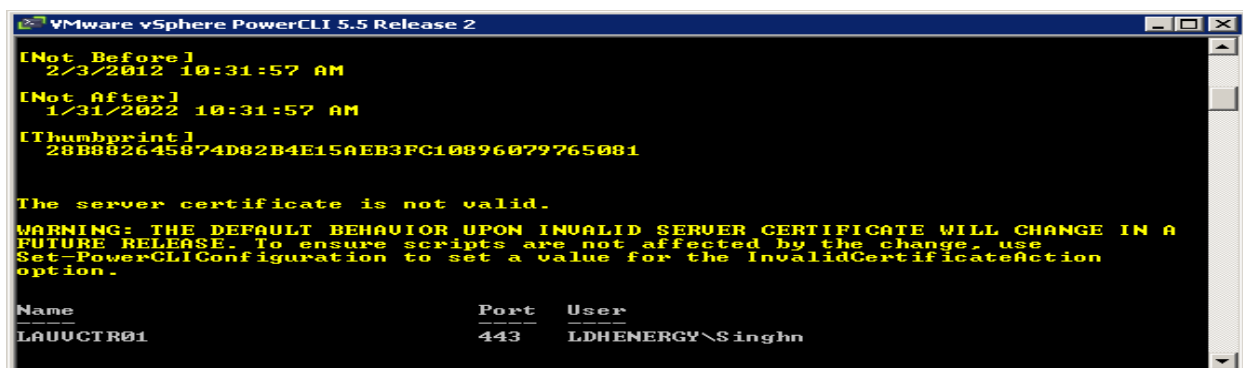 VMware vSphere PowerCLI 5.5 Release 2
[Not Before]
2/3/2012 10:31:57 AM
[Not After]
1/31/2022 10:31:57 AM
[Thumbprint]
28B882645874D82B4E15AEB3FC10896079765081
The server certificate is not valid.
WARNING: THE DEFAULT BEHAVIOR UPON INVALID SERVER CERTIFICATE WILL CHANGE IN A
FUTURE RELEASE. To ensure scripts are not affected by the change, use
Set-PowerCLIConfiguration to set a value for the InvalidCertificateAction
option.
Name Port User
---- ---- ----
LAUVCTR01 443 LDHENERGY\Singhn